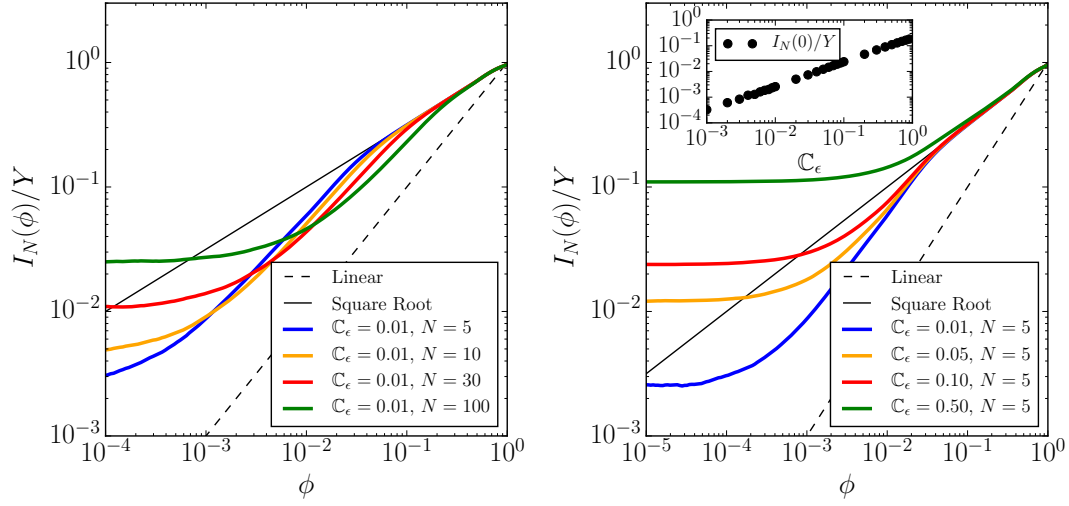 10^0
10^{-1}
10^{-2}
10^{-3}
I_N(φ)/Y
10^{-4}
10^{-3}
10^{-2}
10^{-1}
10^0
φ
Linear
Square Root
ℂ_ϵ = 0.01, N = 5
ℂ_ϵ = 0.01, N = 10
ℂ_ϵ = 0.01, N = 30
ℂ_ϵ = 0.01, N = 100
10^0
10^{-1}
10^{-2}
10^{-3}
I_N(φ)/Y
10^{-5}
10^{-4}
10^{-3}
10^{-2}
10^{-1}
10^0
φ
10^0
10^{-1}
10^{-2}
10^{-3}
10^{-4}
I_N(0)/Y
10^{-3}
10^{-2}
10^{-1}
10^0
ℂ_ϵ
Linear
Square Root
ℂ_ϵ = 0.01, N = 5
ℂ_ϵ = 0.05, N = 5
ℂ_ϵ = 0.10, N = 5
ℂ_ϵ = 0.50, N = 5